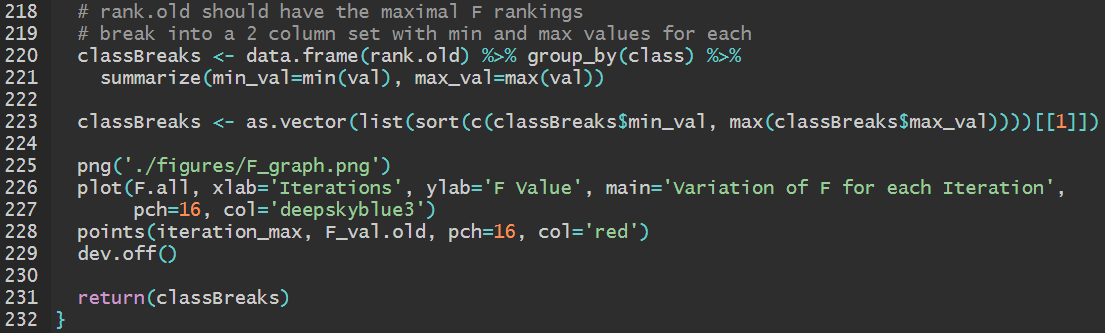 218 # rank.old should have the maximal F rankings
219 # break into a 2 column set with min and max values for each
220 classBreaks <- data.frame(rank.old) %>% group_by(class) %>%
221 summarize(min_val=min(val), max_val=max(val))
222
223 classBreaks <- as.vector(list(sort(c(classBreaks$min_val, max(classBreaks$max_val))))[[1]])
224
225 png('./figures/F_graph.png')
226 plot(F.all, xlab='Iterations', ylab='F Value', main='Variation of F for each Iteration',
227 pch=16, col='deepskyblue3')
228 points(iteration_max, F_val.old, pch=16, col='red')
229 dev.off()
230
231 return(classBreaks)
232 }